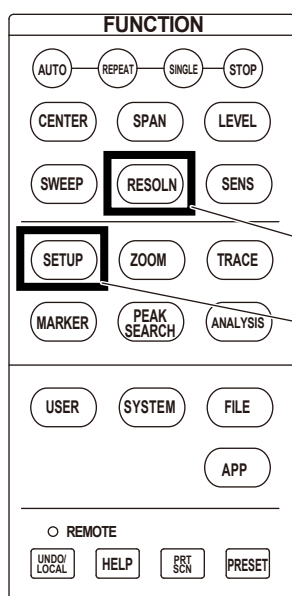 FUNCTION
AUTO REPEAT SINGLE STOP
CENTER SPAN LEVEL
SWEEP RESOLN SENS
SETUP ZOOM TRACE
MARKER PEAK SEARCH ANALYSIS
USER SYSTEM FILE
APP
REMOTE
UNDO/ LOCAL HELP PRT SCN PRESET